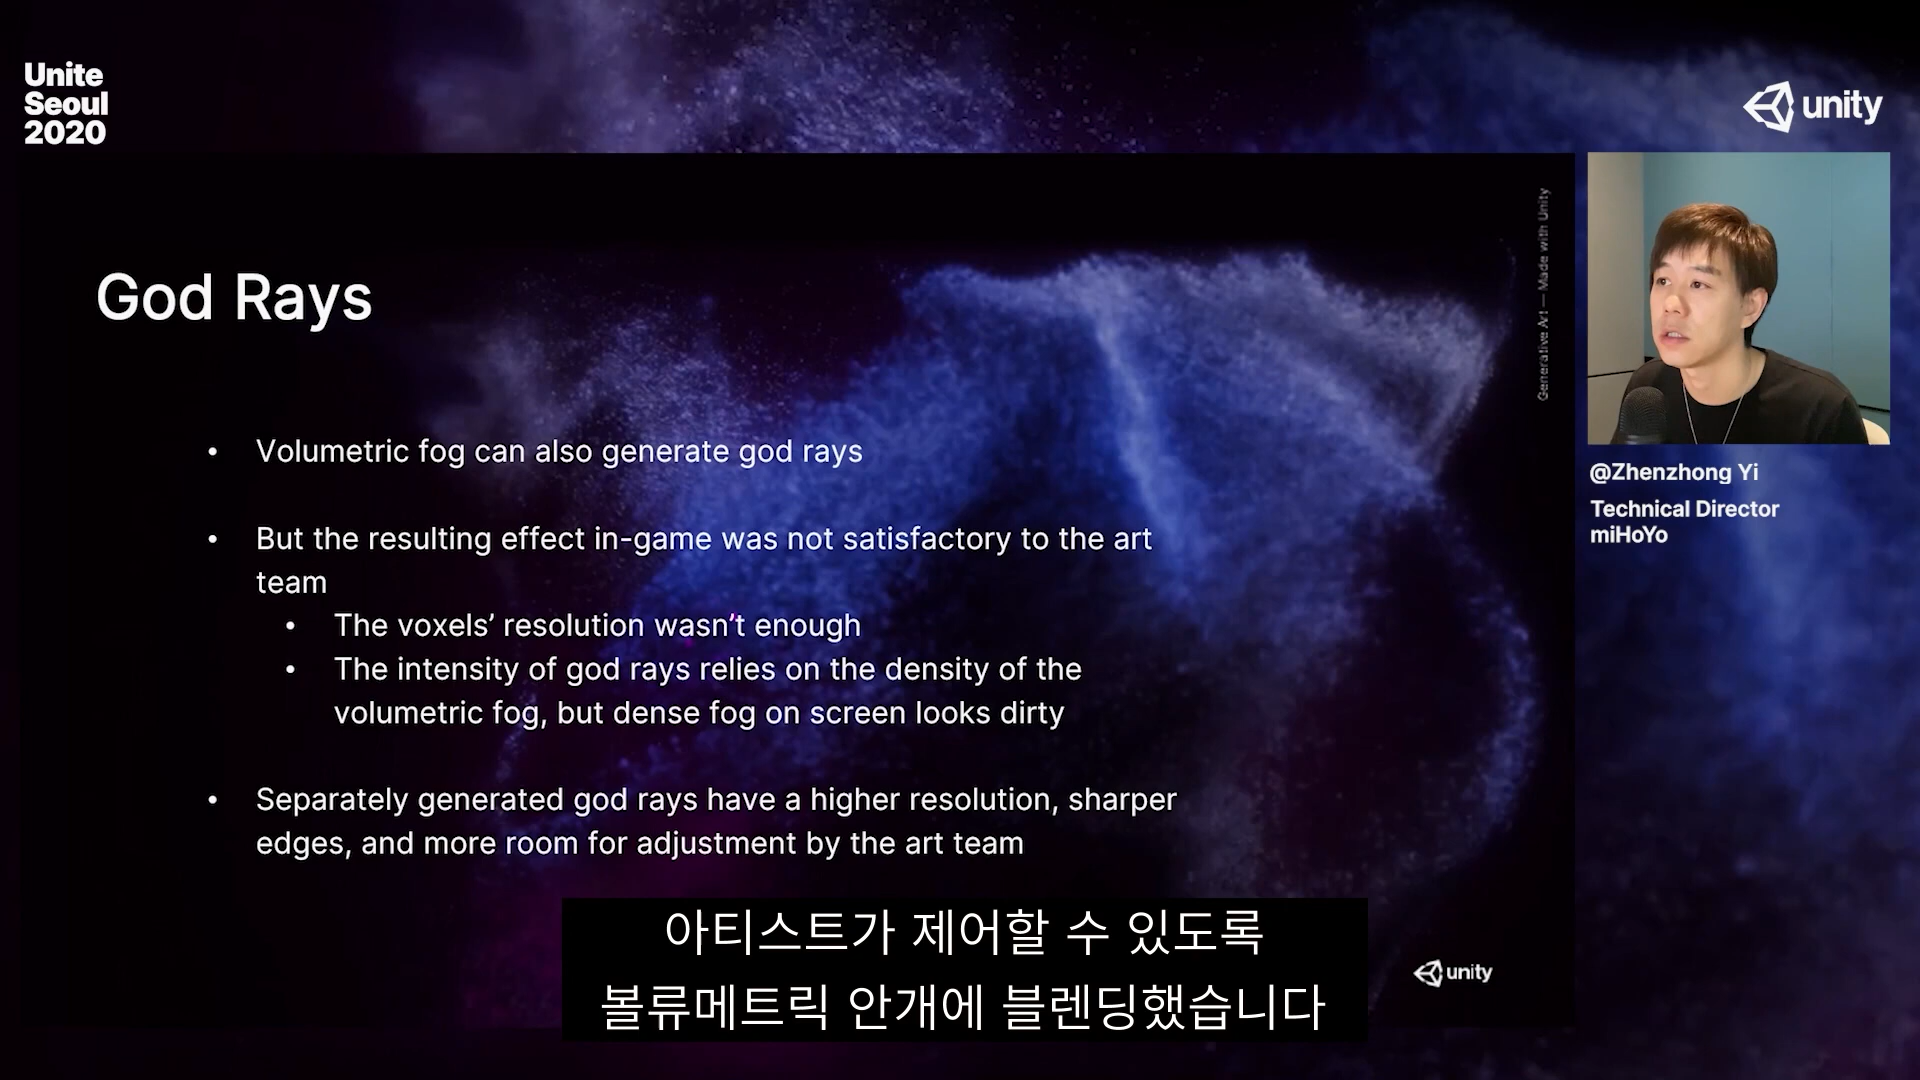 Unite
Seoul
2020
unity
Generative Art — Made with Unity
God Rays
• Volumetric fog can also generate god rays
• But the resulting effect in-game was not satisfactory to the art
team
• The voxels’ resolution wasn’t enough
• The intensity of god rays relies on the density of the
volumetric fog, but dense fog on screen looks dirty
• Separately generated god rays have a higher resolution, sharper
edges, and more room for adjustment by the art team
@Zhenzhong Yi
Technical Director
miHoYo
아티스트가 제어할 수 있도록
볼류메트릭 안개에 블렌딩했습니다
unity